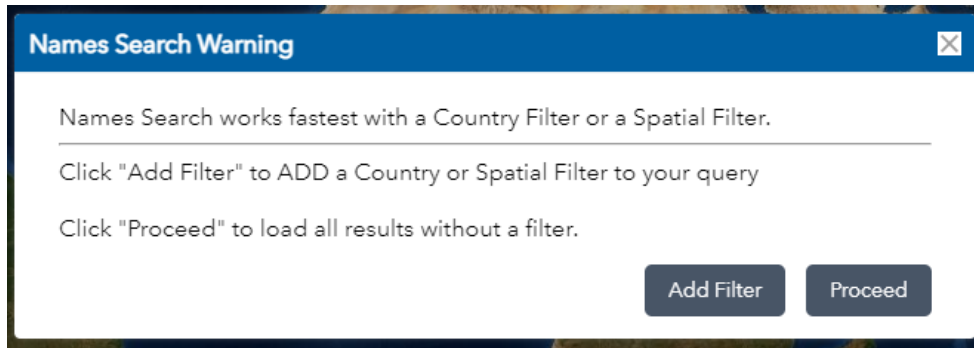 Names Search Warning
Names Search works fastest with a Country Filter or a Spatial Filter.
Click "Add Filter" to ADD a Country or Spatial Filter to your query
Click "Proceed" to load all results without a filter.
Add Filter
Proceed